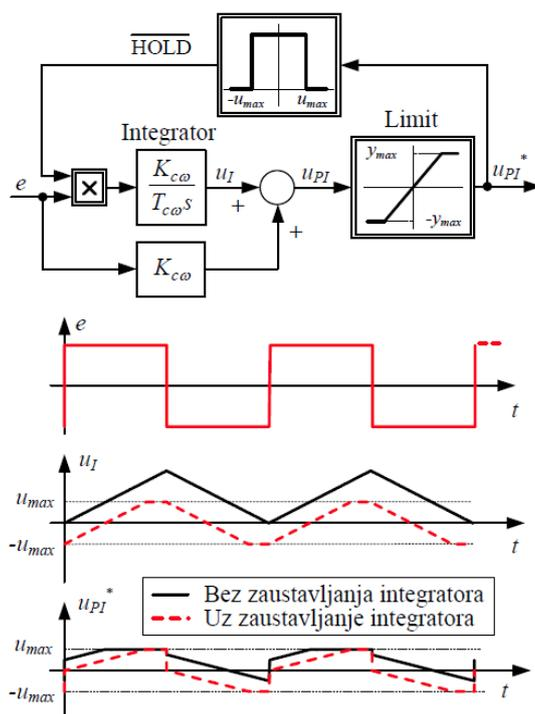 HOLD
-u_max u_max
Integrator
Limit
e
×
K_cω
T_cω s
u_I
+
u_PI
+
y_max
-y_max
u_PI*
K_cω
e
t
u_I
u_max
-u_max
t
Bez zaustavljanja integratora
Uz zaustavljanje integratora
u_PI*
u_max
-u_max
t